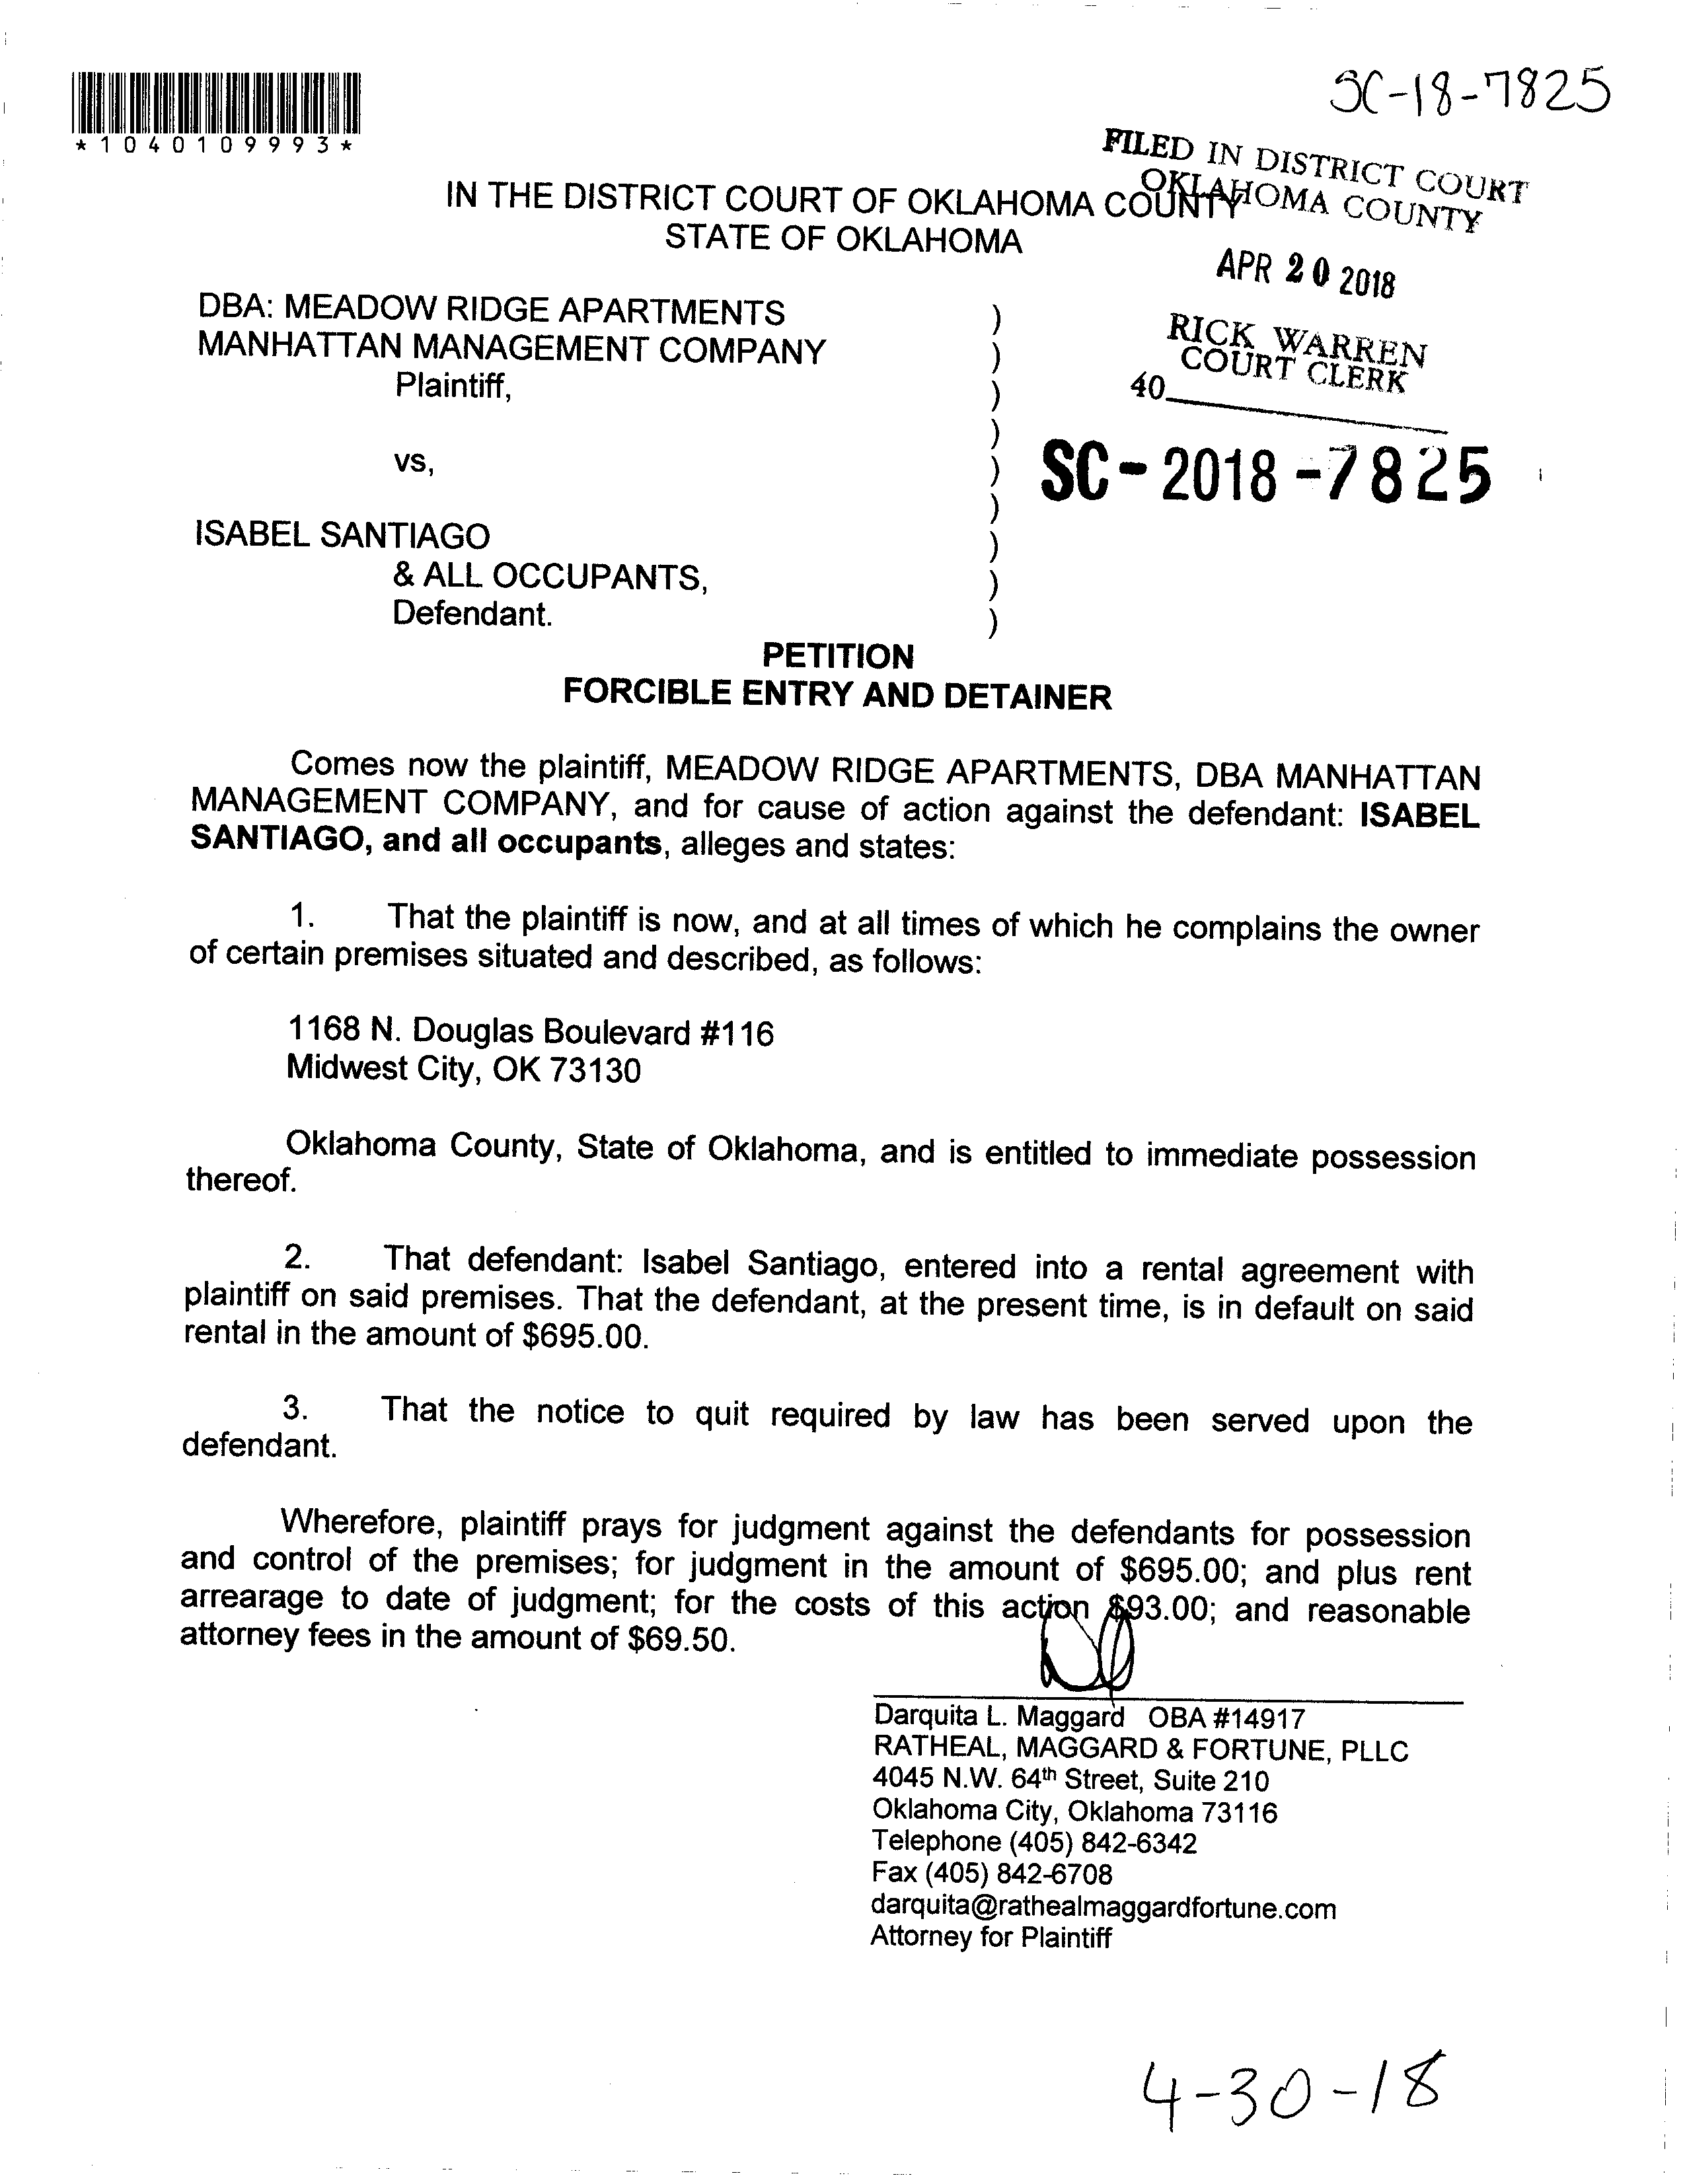 SC-18-7825
*1040109993*
FILED IN DISTRICT COURT
OKLAHOMA COUNTY
IN THE DISTRICT COURT OF OKLAHOMA COUNTY
STATE OF OKLAHOMA
APR 20 2018
RICK WARREN
COURT CLERK
40
SC-2018-7825
DBA: MEADOW RIDGE APARTMENTS )
MANHATTAN MANAGEMENT COMPANY )
Plaintiff, )
)
vs, )
)
ISABEL SANTIAGO )
& ALL OCCUPANTS, )
Defendant. )
PETITION
FORCIBLE ENTRY AND DETAINER
Comes now the plaintiff, MEADOW RIDGE APARTMENTS, DBA MANHATTAN
MANAGEMENT COMPANY, and for cause of action against the defendant: ISABEL
SANTIAGO, and all occupants, alleges and states:
1. That the plaintiff is now, and at all times of which he complains the owner
of certain premises situated and described, as follows:
1168 N. Douglas Boulevard #116
Midwest City, OK 73130
Oklahoma County, State of Oklahoma, and is entitled to immediate possession
thereof.
2. That defendant: Isabel Santiago, entered into a rental agreement with
plaintiff on said premises. That the defendant, at the present time, is in default on said
rental in the amount of $695.00.
3. That the notice to quit required by law has been served upon the
defendant.
Wherefore, plaintiff prays for judgment against the defendants for possession
and control of the premises; for judgment in the amount of $695.00; and plus rent
arrearage to date of judgment; for the costs of this action $93.00; and reasonable
attorney fees in the amount of $69.50.
Darquita L. Maggard OBA #14917
RATHEAL, MAGGARD & FORTUNE, PLLC
4045 N.W. 64th Street, Suite 210
Oklahoma City, Oklahoma 73116
Telephone (405) 842-6342
Fax (405) 842-6708
darquita@rathealmaggardfortune.com
Attorney for Plaintiff
4-30-18